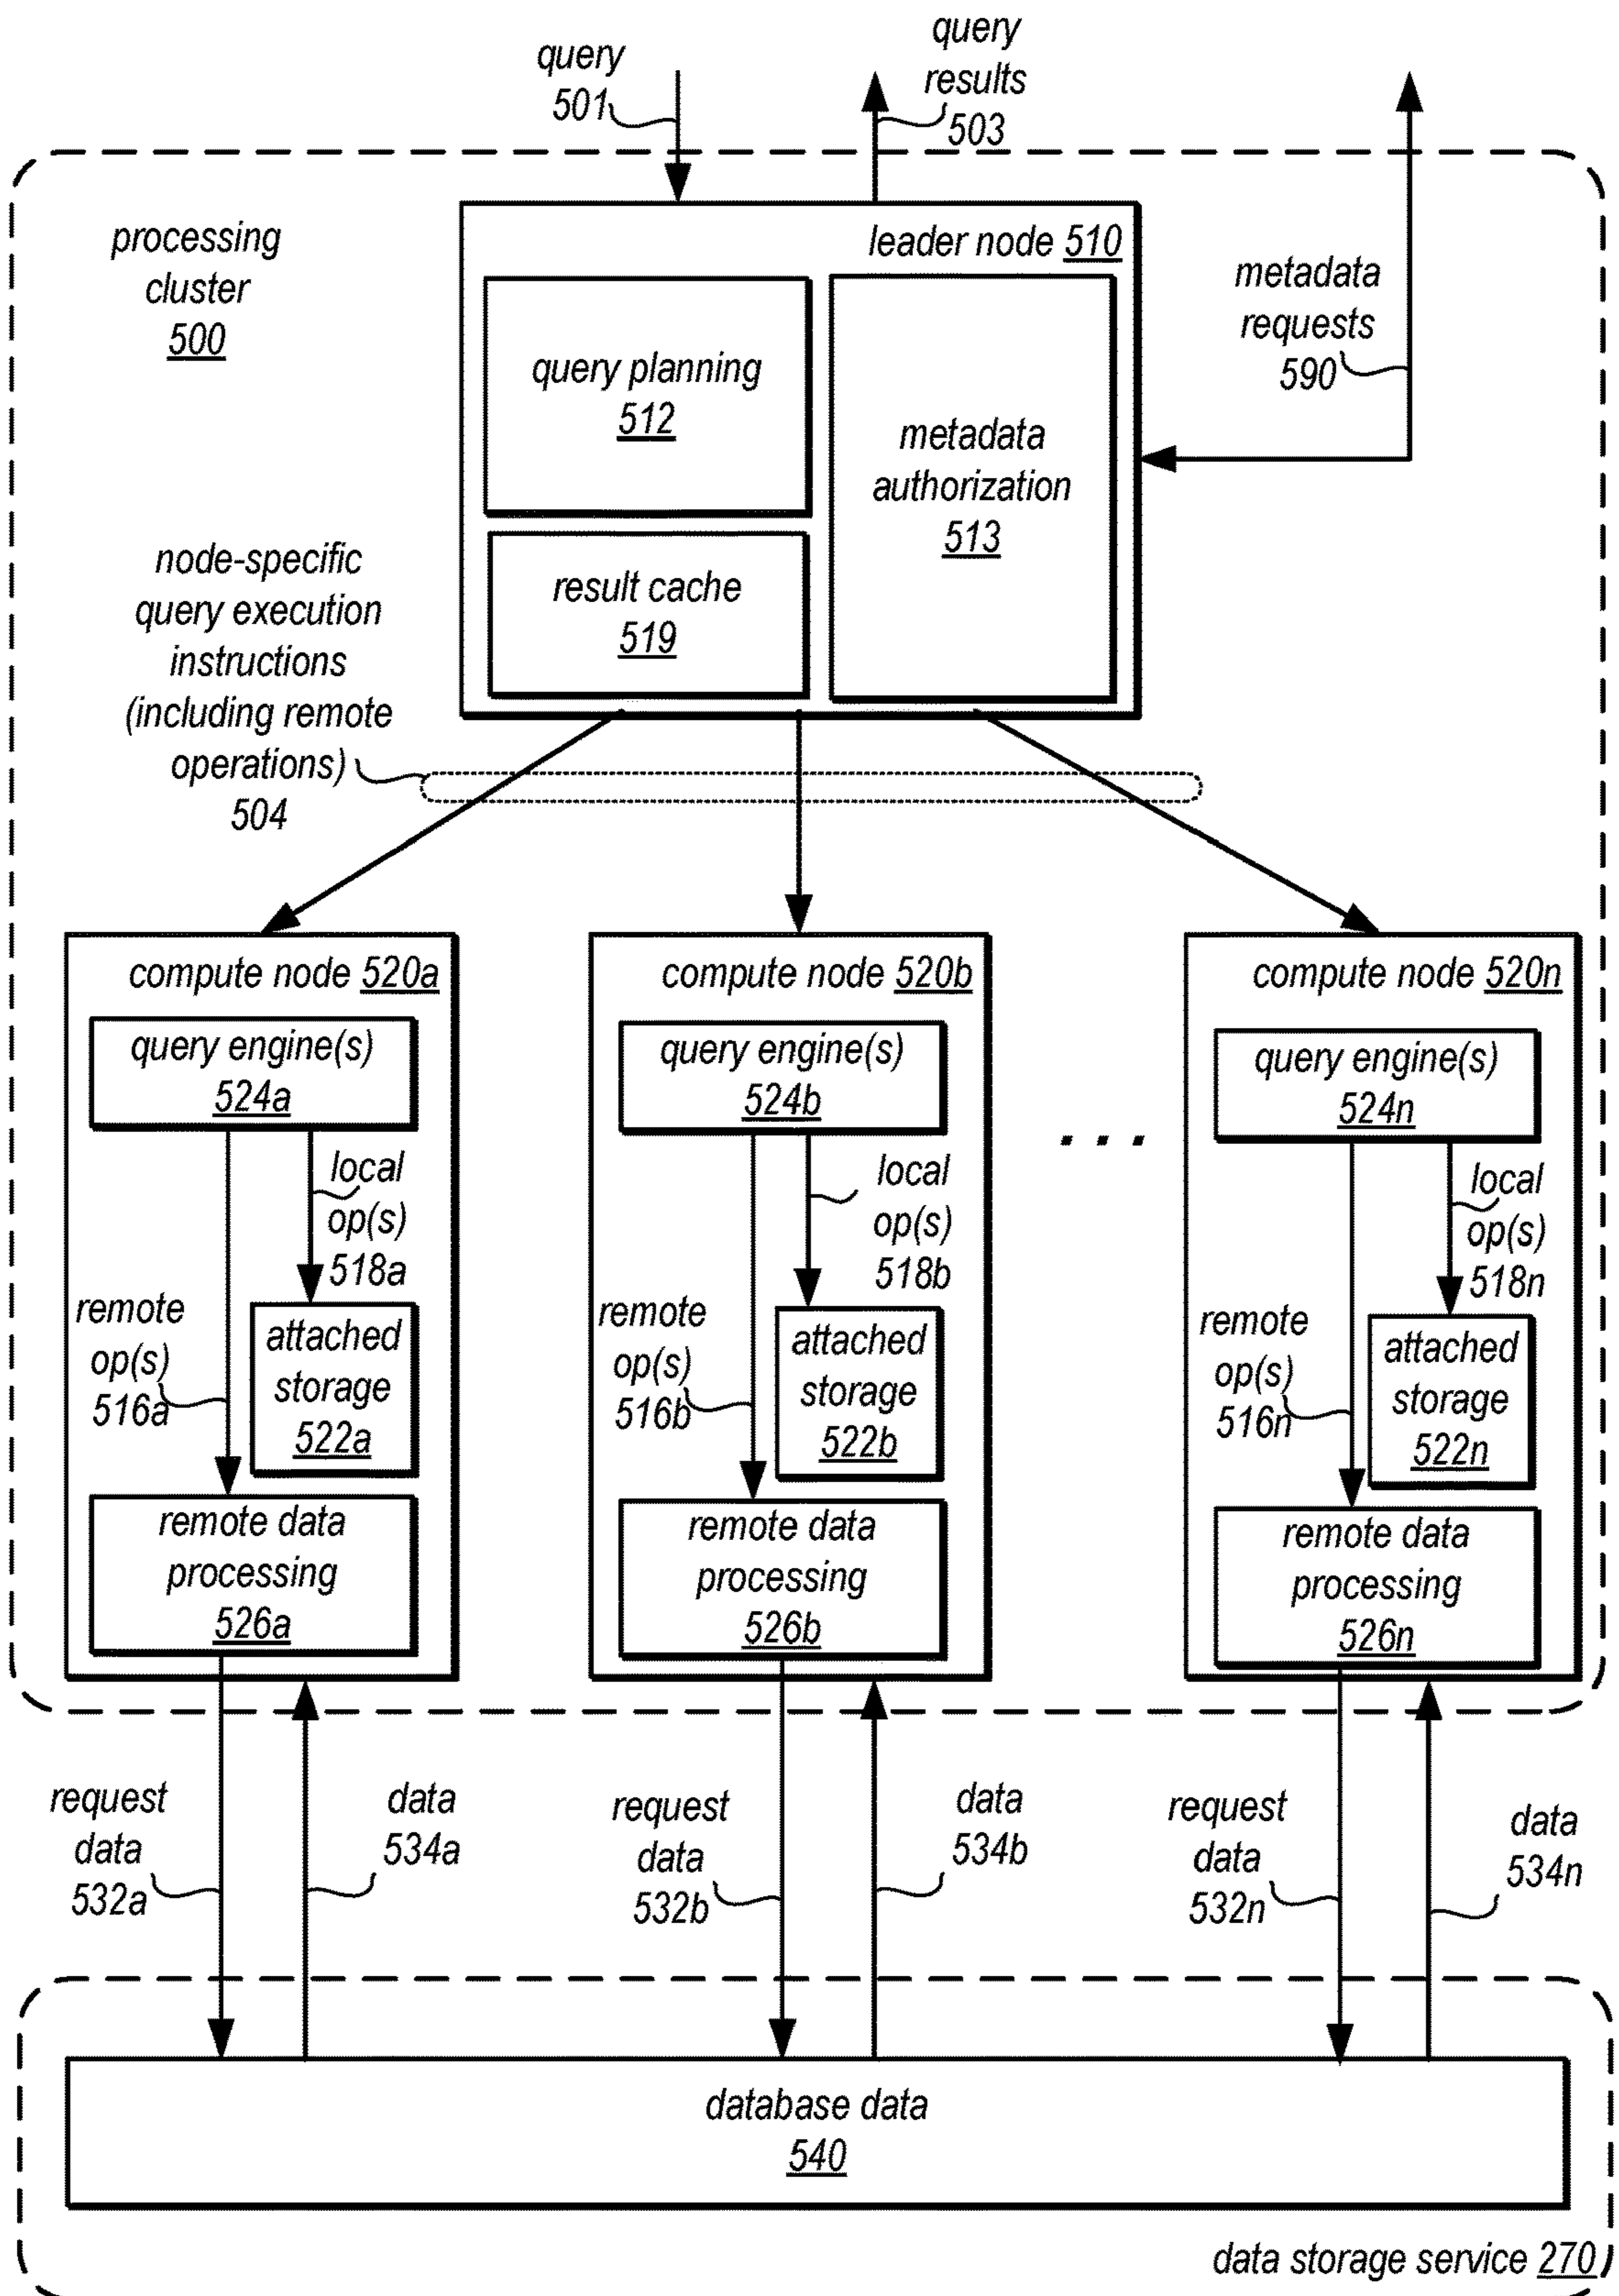 query
501
query
results
503
processing
cluster
500
leader node 510
query planning
512
metadata
authorization
513
result cache
519
metadata
requests
590
node-specific
query execution
instructions
(including remote
operations)
504
compute node 520a
query engine(s)
524a
local
op(s)
518a
remote
op(s)
516a
attached
storage
522a
remote data
processing
526a
compute node 520b
query engine(s)
524b
local
op(s)
518b
remote
op(s)
516b
attached
storage
522b
remote data
processing
526b
. . .
compute node 520n
query engine(s)
524n
local
op(s)
518n
remote
op(s)
516n
attached
storage
522n
remote data
processing
526n
request
data
532a
data
534a
request
data
532b
data
534b
request
data
532n
data
534n
database data
540
data storage service 270